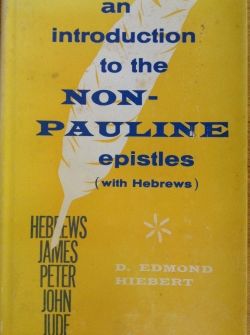 an
introduction
to the
NON-
PAULINE
epistles
(with Hebrews)
HEBREWS
JAMES
PETER
JOHN
JUDE
D. EDMOND
HIEBERT